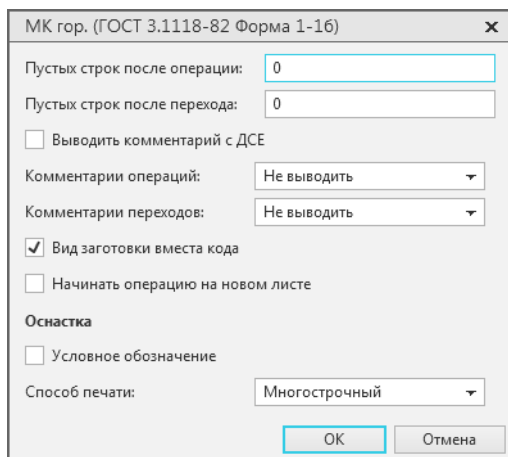 МК гор. (ГОСТ 3.1118-82 Форма 1-1б)
Пустых строк после операции: 0
Пустых строк после перехода: 0
Выводить комментарий с ДСЕ
Комментарии операций: Не выводить
Комментарии переходов: Не выводить
Вид заготовки вместа кода
Начинать операцию на новом листе
Оснастка
Условное обозначение
Способ печати: Многострочный
ОК Отмена